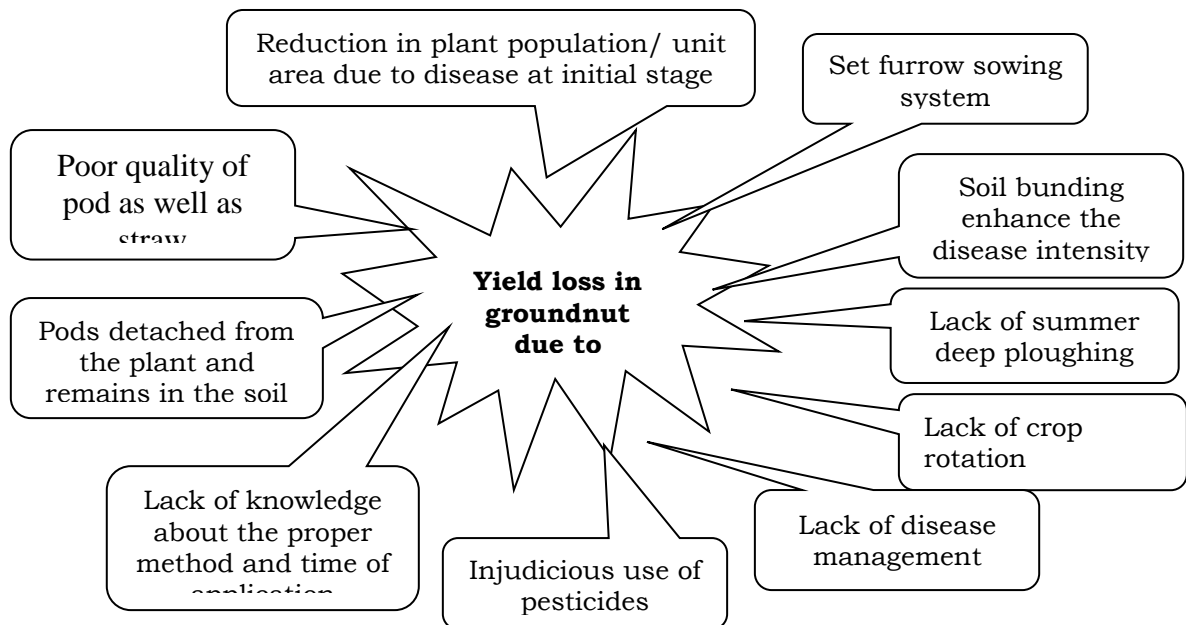 Reduction in plant population/ unit
area due to disease at initial stage
Set furrow sowing
system
Poor quality of
pod as well as
straw
Soil bunding
enhance the
disease intensity
Yield loss in
groundnut
due to
Pods detached from
the plant and
remains in the soil
Lack of summer
deep ploughing
Lack of crop
rotation
Lack of knowledge
about the proper
method and time of
application
Injudicious use of
pesticides
Lack of disease
management